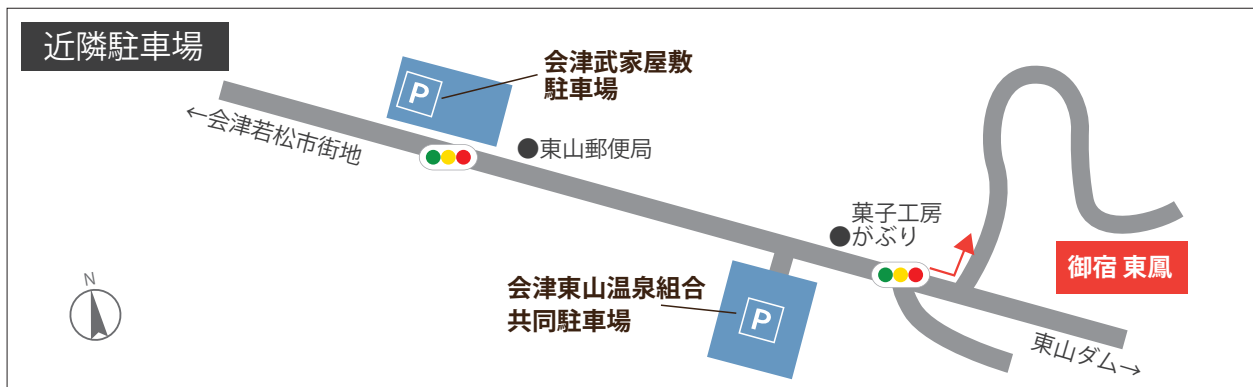 近隣駐車場
会津武家屋敷
駐車場
P
←会津若松市街地
●東山郵便局
菓子工房
●がぶり
御宿 東鳳
N
会津東山温泉組合
共同駐車場
P
東山ダム→